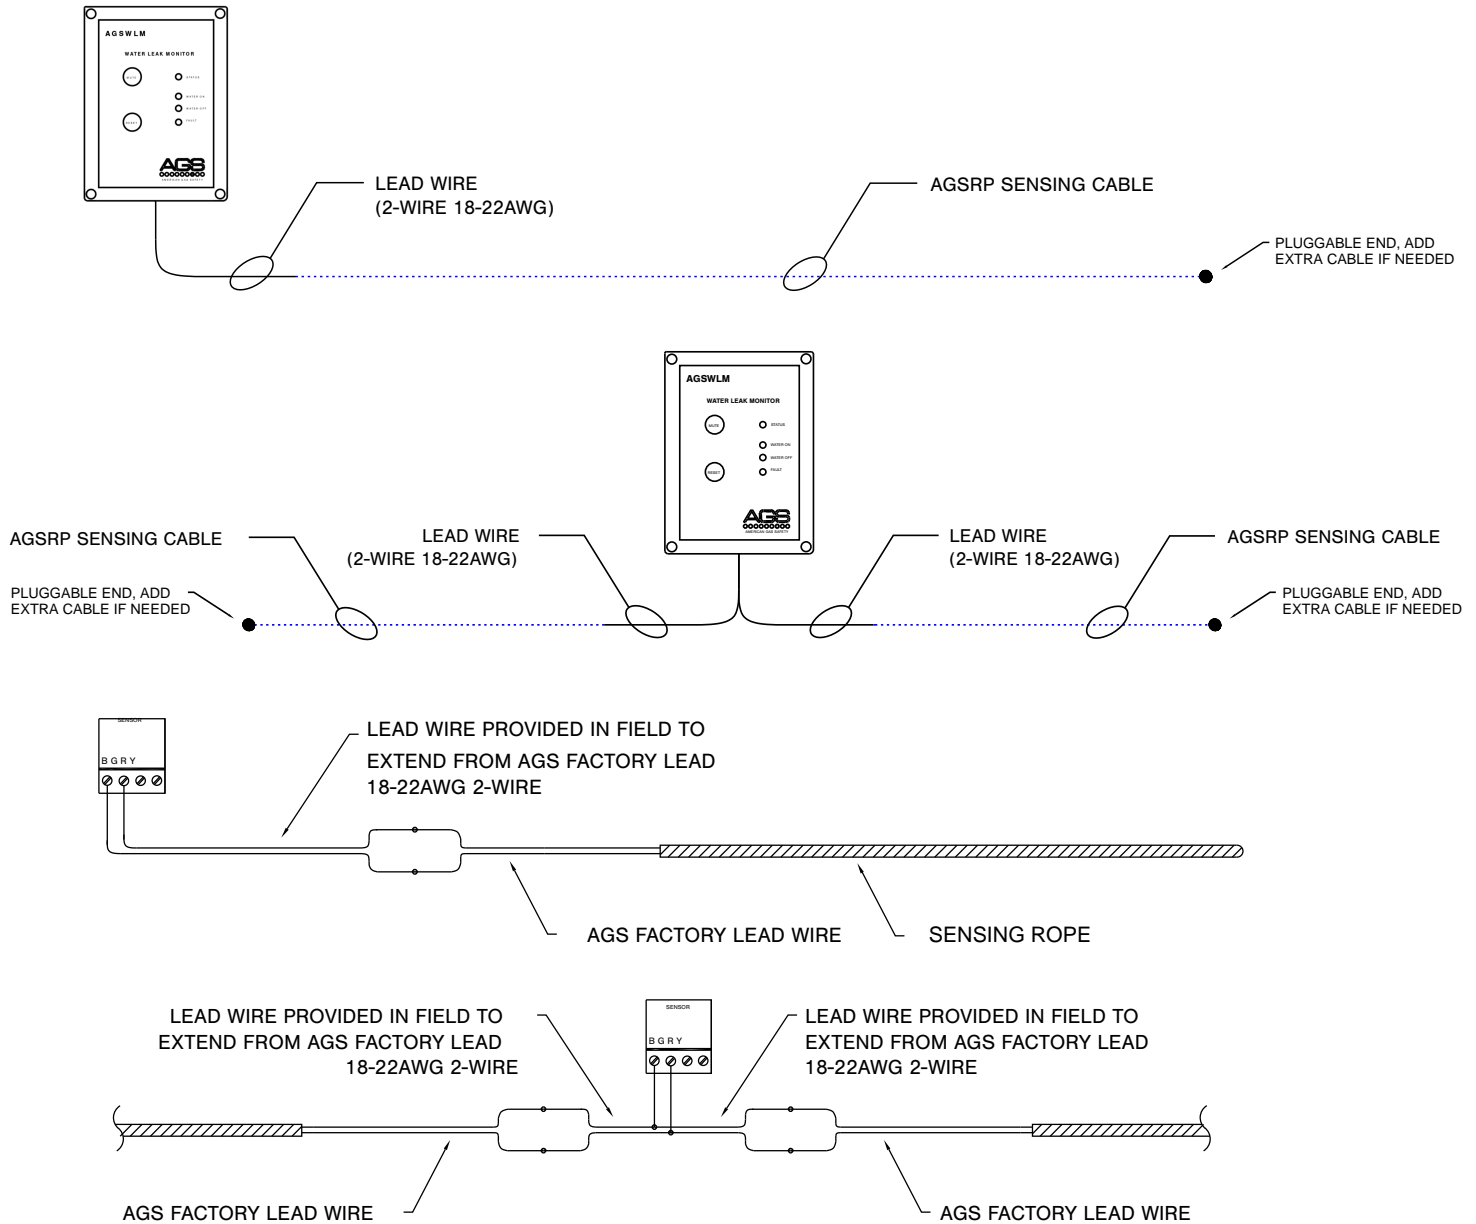 AGSWLM
WATER LEAK MONITOR
MUTE
STATUS
WATER ON
WATER OFF
RESET
FAULT
AGS
AMERICAN GAS SAFETY
LEAD WIRE
(2-WIRE 18-22AWG)
AGSRP SENSING CABLE
PLUGGABLE END, ADD
EXTRA CABLE IF NEEDED
AGSWLM
WATER LEAK MONITOR
MUTE
STATUS
WATER ON
WATER OFF
RESET
FAULT
AGS
AMERICAN GAS SAFETY
AGSRP SENSING CABLE
LEAD WIRE
(2-WIRE 18-22AWG)
LEAD WIRE
(2-WIRE 18-22AWG)
AGSRP SENSING CABLE
PLUGGABLE END, ADD
EXTRA CABLE IF NEEDED
PLUGGABLE END, ADD
EXTRA CABLE IF NEEDED
SENSOR
B G R Y
LEAD WIRE PROVIDED IN FIELD TO
EXTEND FROM AGS FACTORY LEAD
18-22AWG 2-WIRE
AGS FACTORY LEAD WIRE
SENSING ROPE
LEAD WIRE PROVIDED IN FIELD TO
EXTEND FROM AGS FACTORY LEAD
18-22AWG 2-WIRE
SENSOR
B G R Y
LEAD WIRE PROVIDED IN FIELD TO
EXTEND FROM AGS FACTORY LEAD
18-22AWG 2-WIRE
AGS FACTORY LEAD WIRE
AGS FACTORY LEAD WIRE